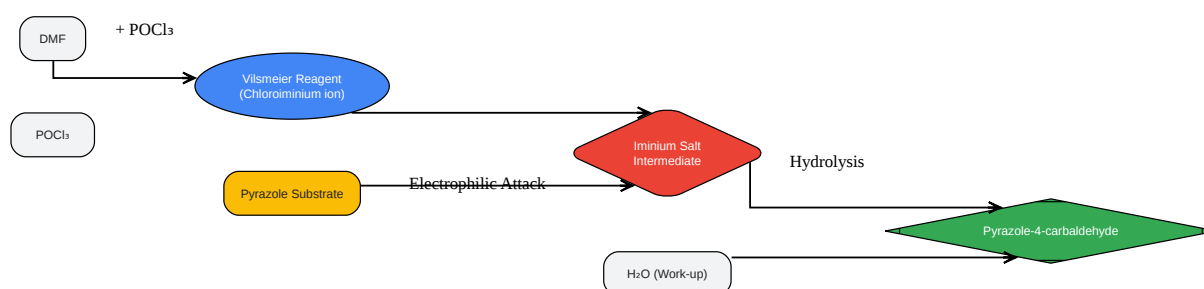 DMF
+ POCl₃
Vilsmeier Reagent
(Chloroiminium ion)
POCl₃
Iminium Salt
Intermediate
Hydrolysis
Pyrazole Substrate
Electrophilic Attack
Pyrazole-4-carbaldehyde
H₂O (Work-up)